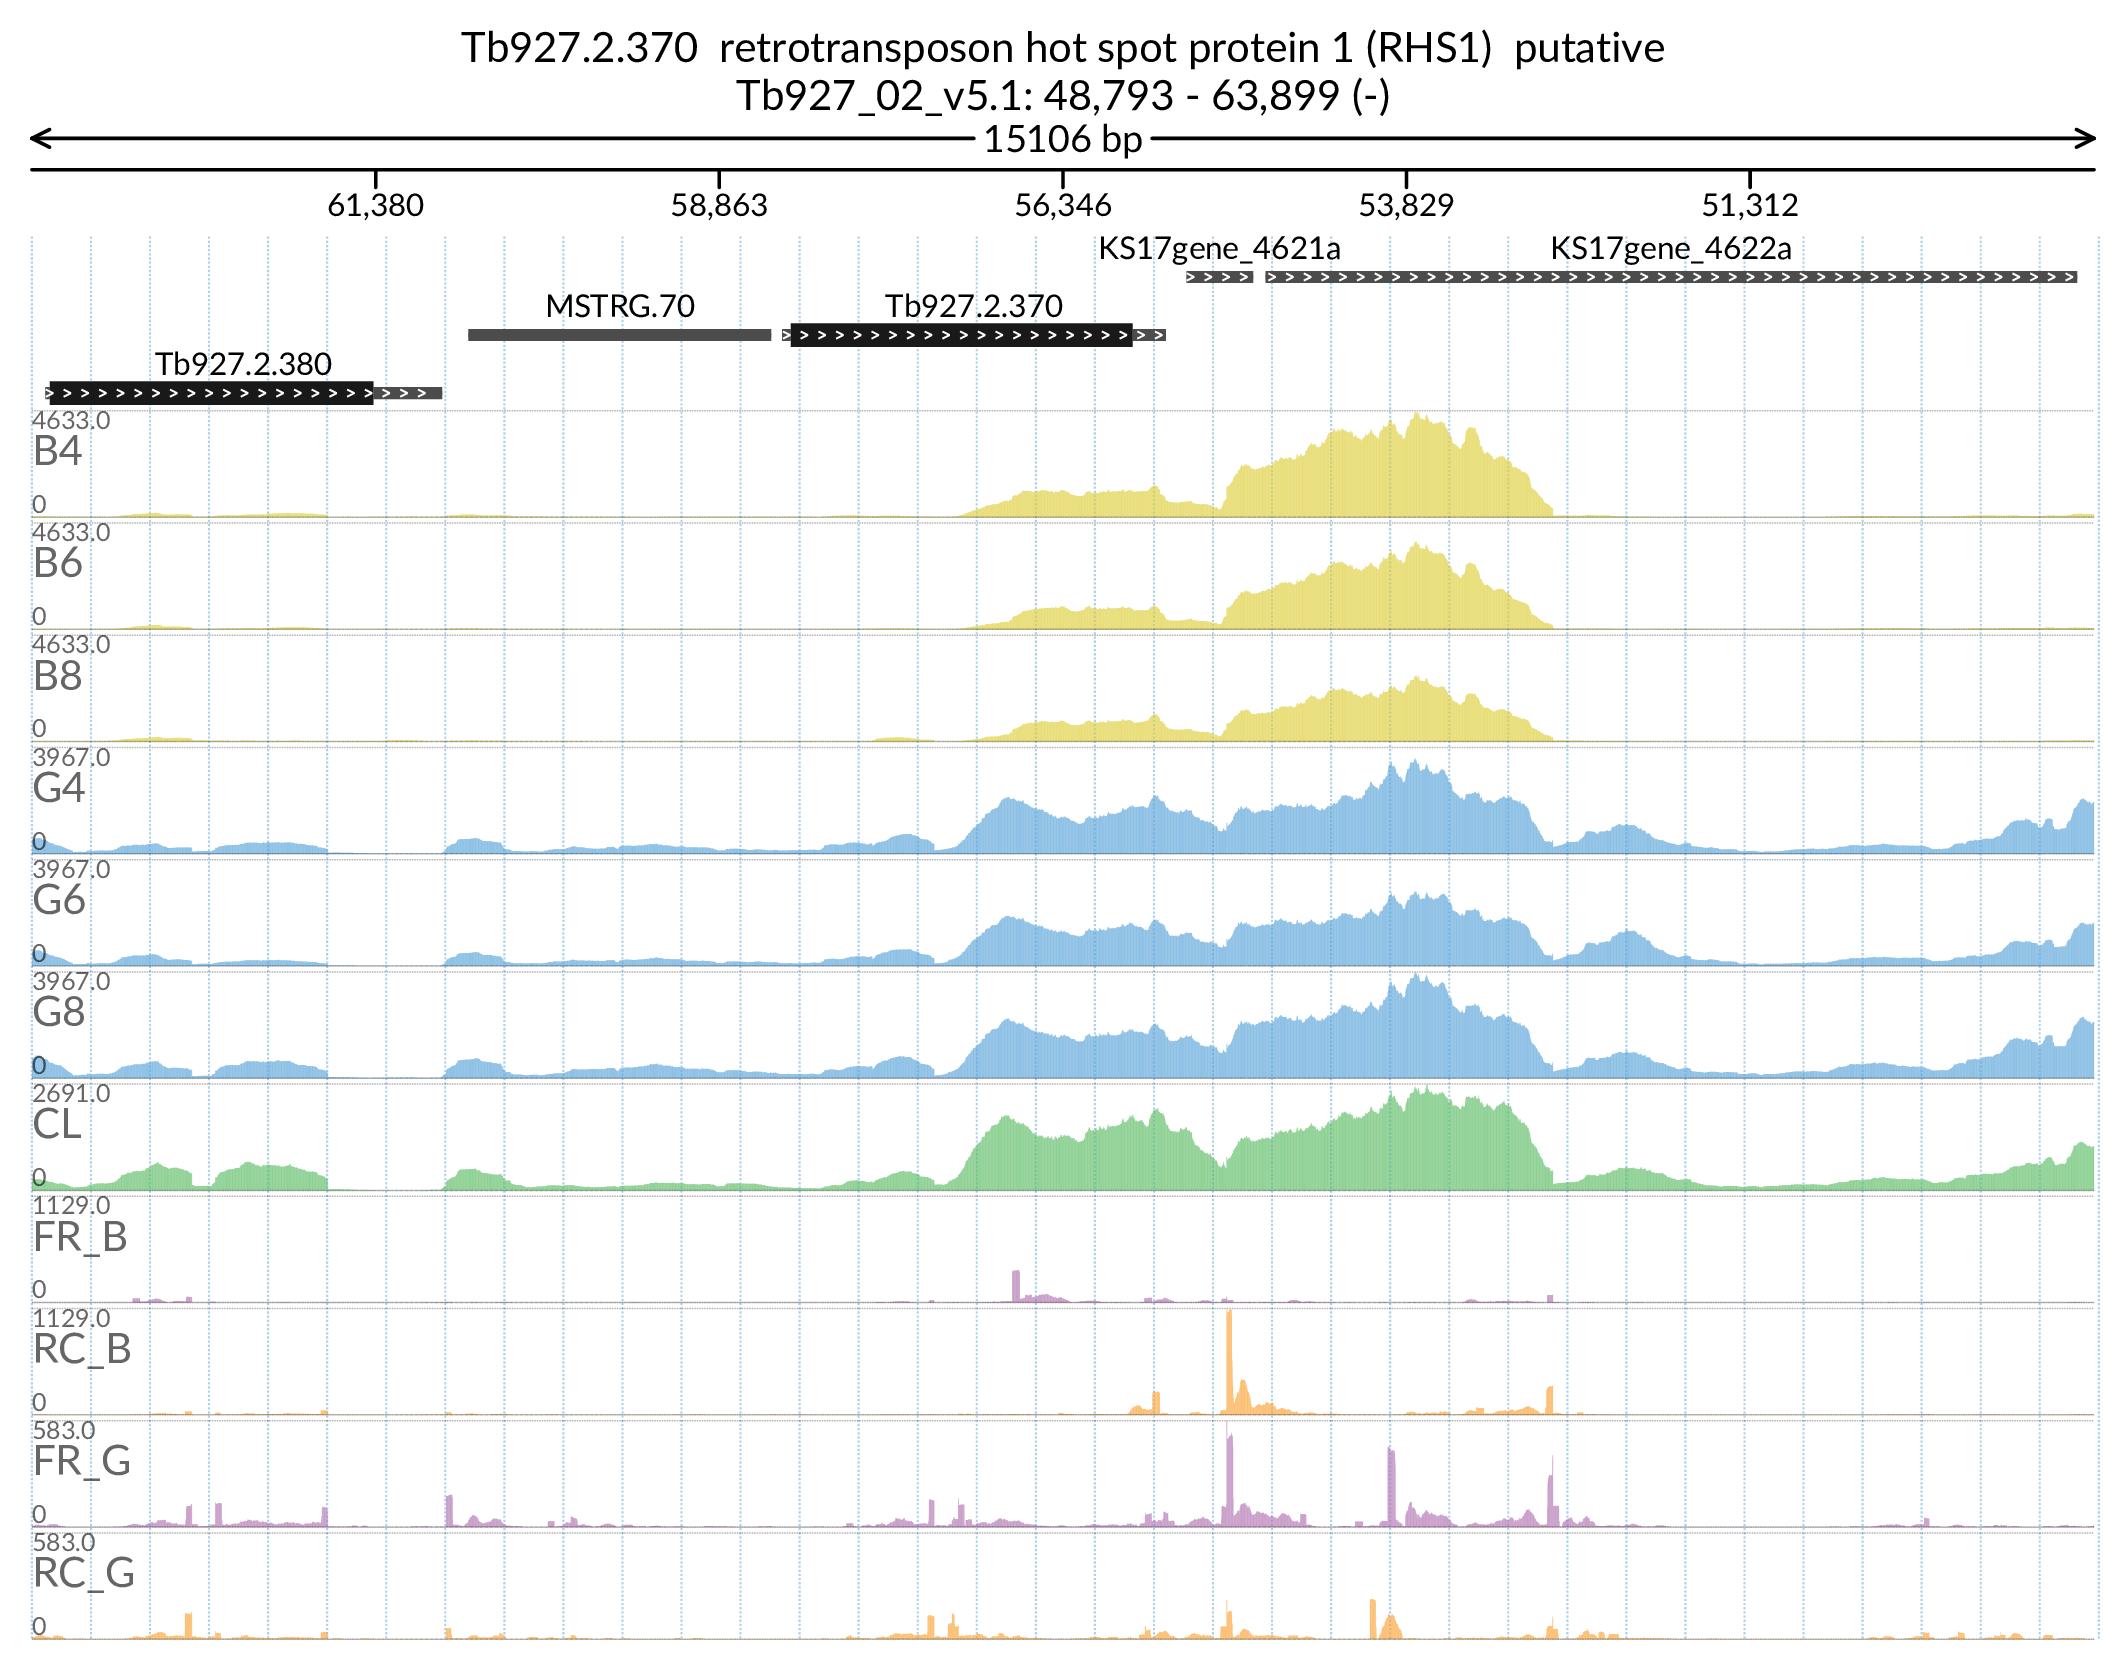 Tb927.2.370 retrotransposon hot spot protein 1 (RHS1) putative
Tb927_02_v5.1: 48,793 - 63,899 (-)
15106 bp
61,380 58,863 56,346 53,829 51,312
KS17gene_4621a KS17gene_4622a
MSTRG.70 Tb927.2.370
Tb927.2.380
4633.0
B4
0
4633.0
B6
0
4633.0
B8
0
3967.0
G4
0
3967.0
G6
0
3967.0
G8
0
2691.0
CL
0
1129.0
FR_B
0
1129.0
RC_B
0
583.0
FR_G
0
583.0
RC_G
0